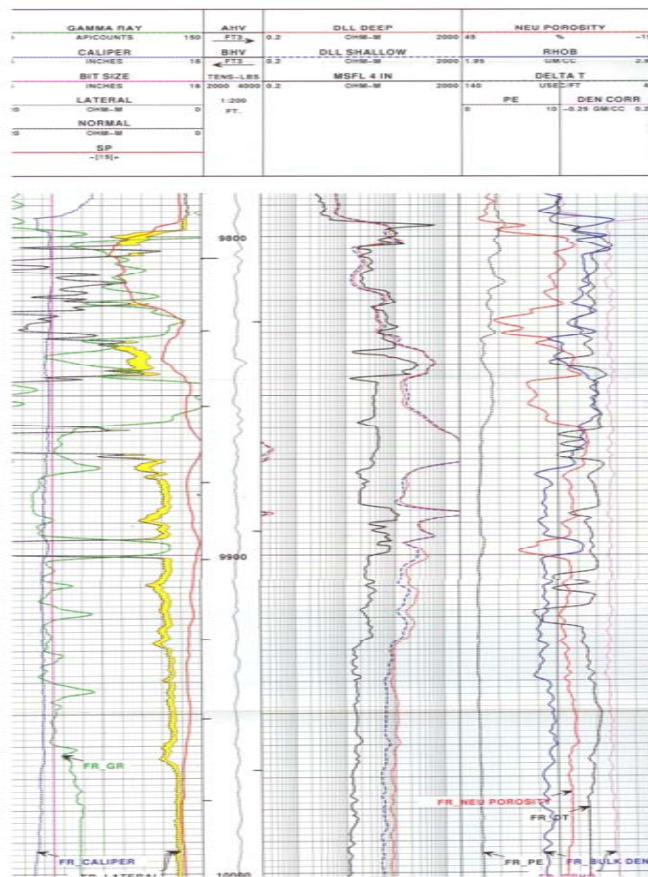 GAMMA RAY AHV DLL DEEP NEU POROSITY
APICOUNTS 150 FT3 0.2 OHM-M 2000 45 %
CALIPER BHV DLL SHALLOW RHOB
INCHES 16 FT3 0.2 OHM-M 2000 1.95 GM/CC
BIT SIZE TENS-LBS MSFL 4 IN DELTA T
INCHES 16 2000 4000 0.2 OHM-M 2000 140 USEC/FT
LATERAL 1:200 PE DEN CORR
OHM-M 0 FT. 0 10 -0.25 GM/CC
NORMAL
OHM-M 0
SP
-[15]+
9800
9900
FR_GR
FR_NEU POROSITY
FR_DT
FR_CALIPER FR_PE FR_BULK DEN
FR_LATERAL
10000